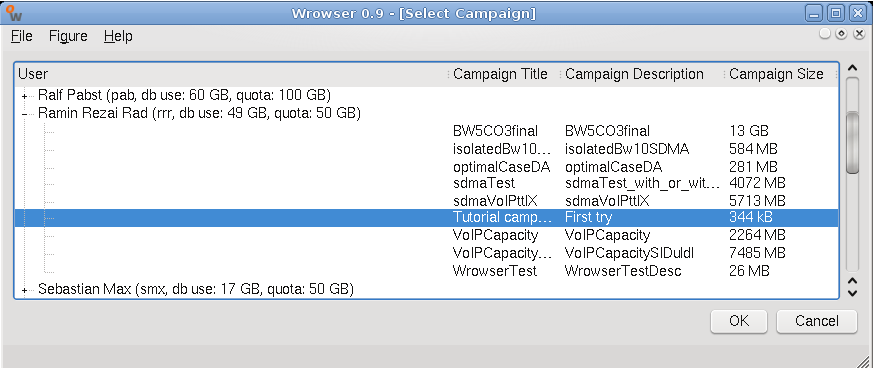 Wrowser 0.9 - [Select Campaign]
File Figure Help
User Campaign Title Campaign Description Campaign Size
Ralf Pabst (pab, db use: 60 GB, quota: 100 GB)
Ramin Rezai Rad (rrr, db use: 49 GB, quota: 50 GB)
BW5CO3final BW5CO3final 13 GB
isolatedBw10... isolatedBw10SDMA 584 MB
optimalCaseDA optimalCaseDA 281 MB
sdmaTest sdmaTest_with_or_wit... 4072 MB
sdmaVoIPttIX sdmaVoIPttIX 5713 MB
Tutorial camp... First try 344 kB
VoIPCapacity VoIPCapacity 2264 MB
VoIPCapacity... VoIPCapacitySIDuldl 7485 MB
WrowserTest WrowserTestDesc 26 MB
Sebastian Max (smx, db use: 17 GB, quota: 50 GB)
OK Cancel